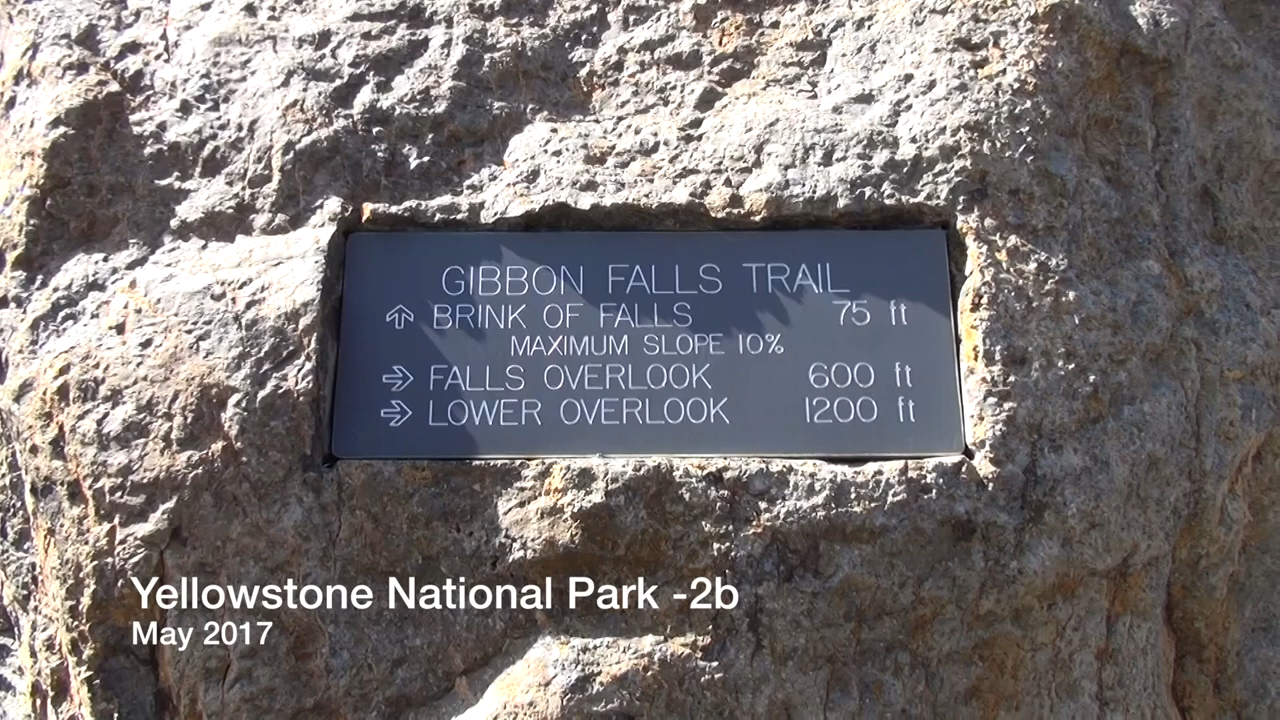 GIBBON FALLS TRAIL
⇧ BRINK OF FALLS 75 ft
MAXIMUM SLOPE 10%
⇨ FALLS OVERLOOK 600 ft
⇨ LOWER OVERLOOK 1200 ft
Yellowstone National Park -2b
May 2017